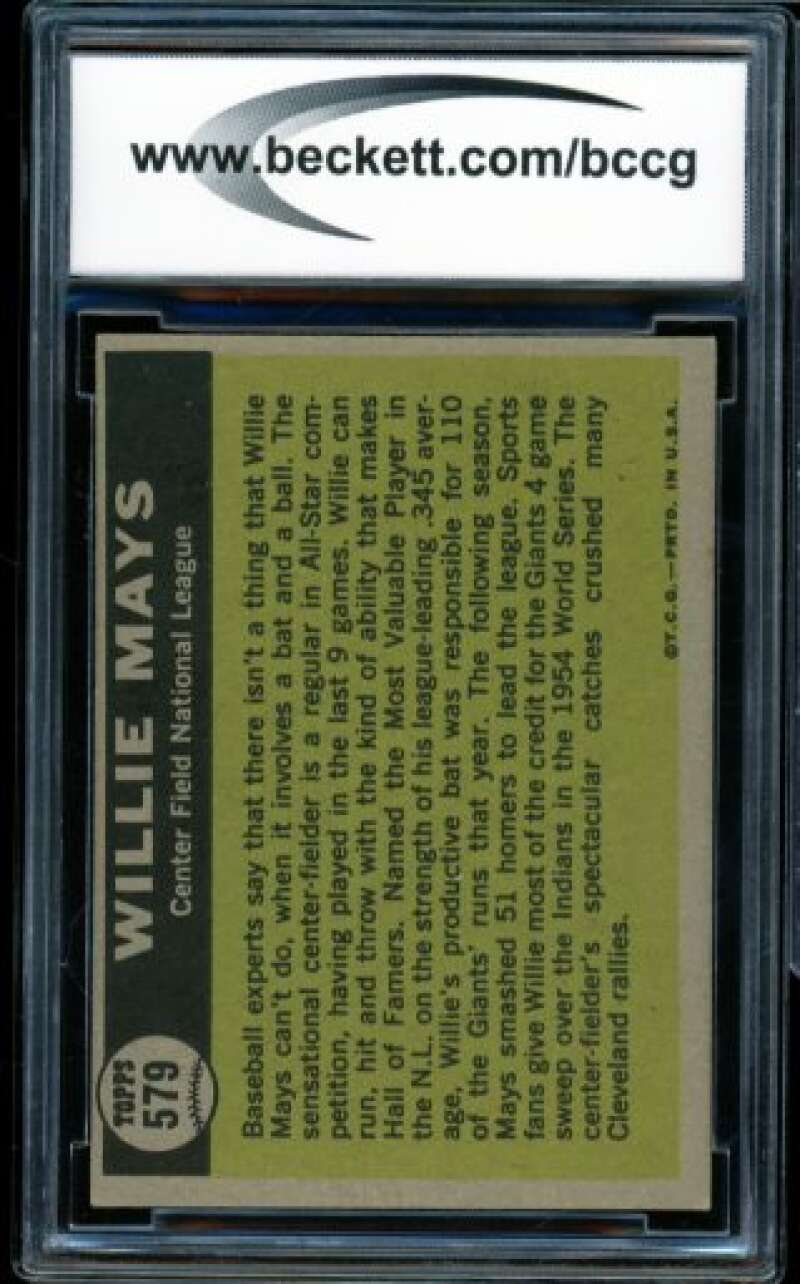 www.beckett.com/bccg
TOPPS
579
WILLIE MAYS
Center Field National League
Baseball experts say that there isn't a thing that Willie
Mays can't do, when it involves a bat and a ball. The
sensational center-fielder is a regular in All-Star com-
petition, having played in the last 9 games. Willie can
run, hit and throw with the kind of ability that makes
Hall of Famers. Named the Most Valuable Player in
the N.L. on the strength of his league-leading .345 aver-
age, Willie's productive bat was responsible for 110
of the Giants' runs that year. The following season,
Mays smashed 51 homers to lead the league. Sports
fans give Willie most of the credit for the Giants 4 game
sweep over the Indians in the 1954 World Series. The
center-fielder's spectacular catches crushed many
Cleveland rallies.
©T.C.G.—PRTD. IN U.S.A.